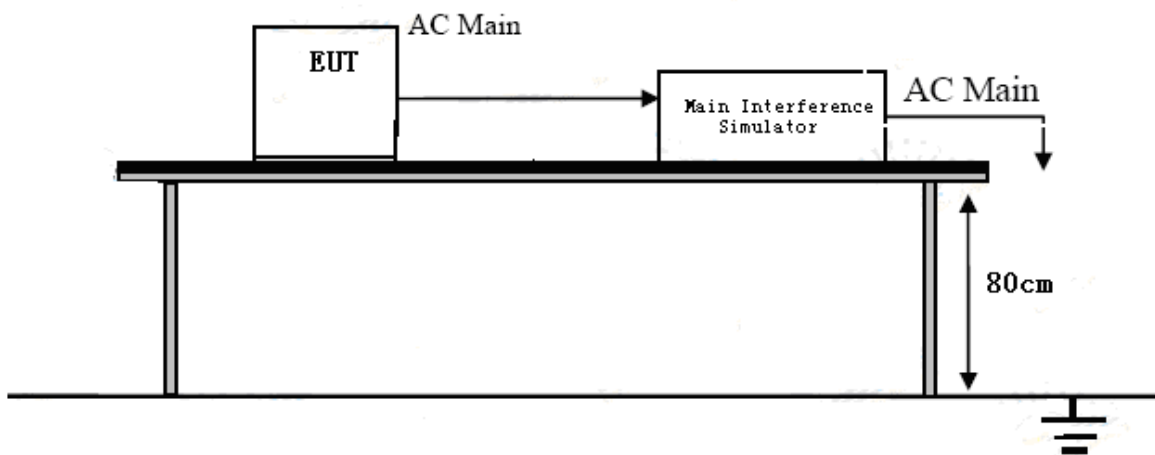 AC Main
EUT
Main Interference
Simulator
AC Main
80cm